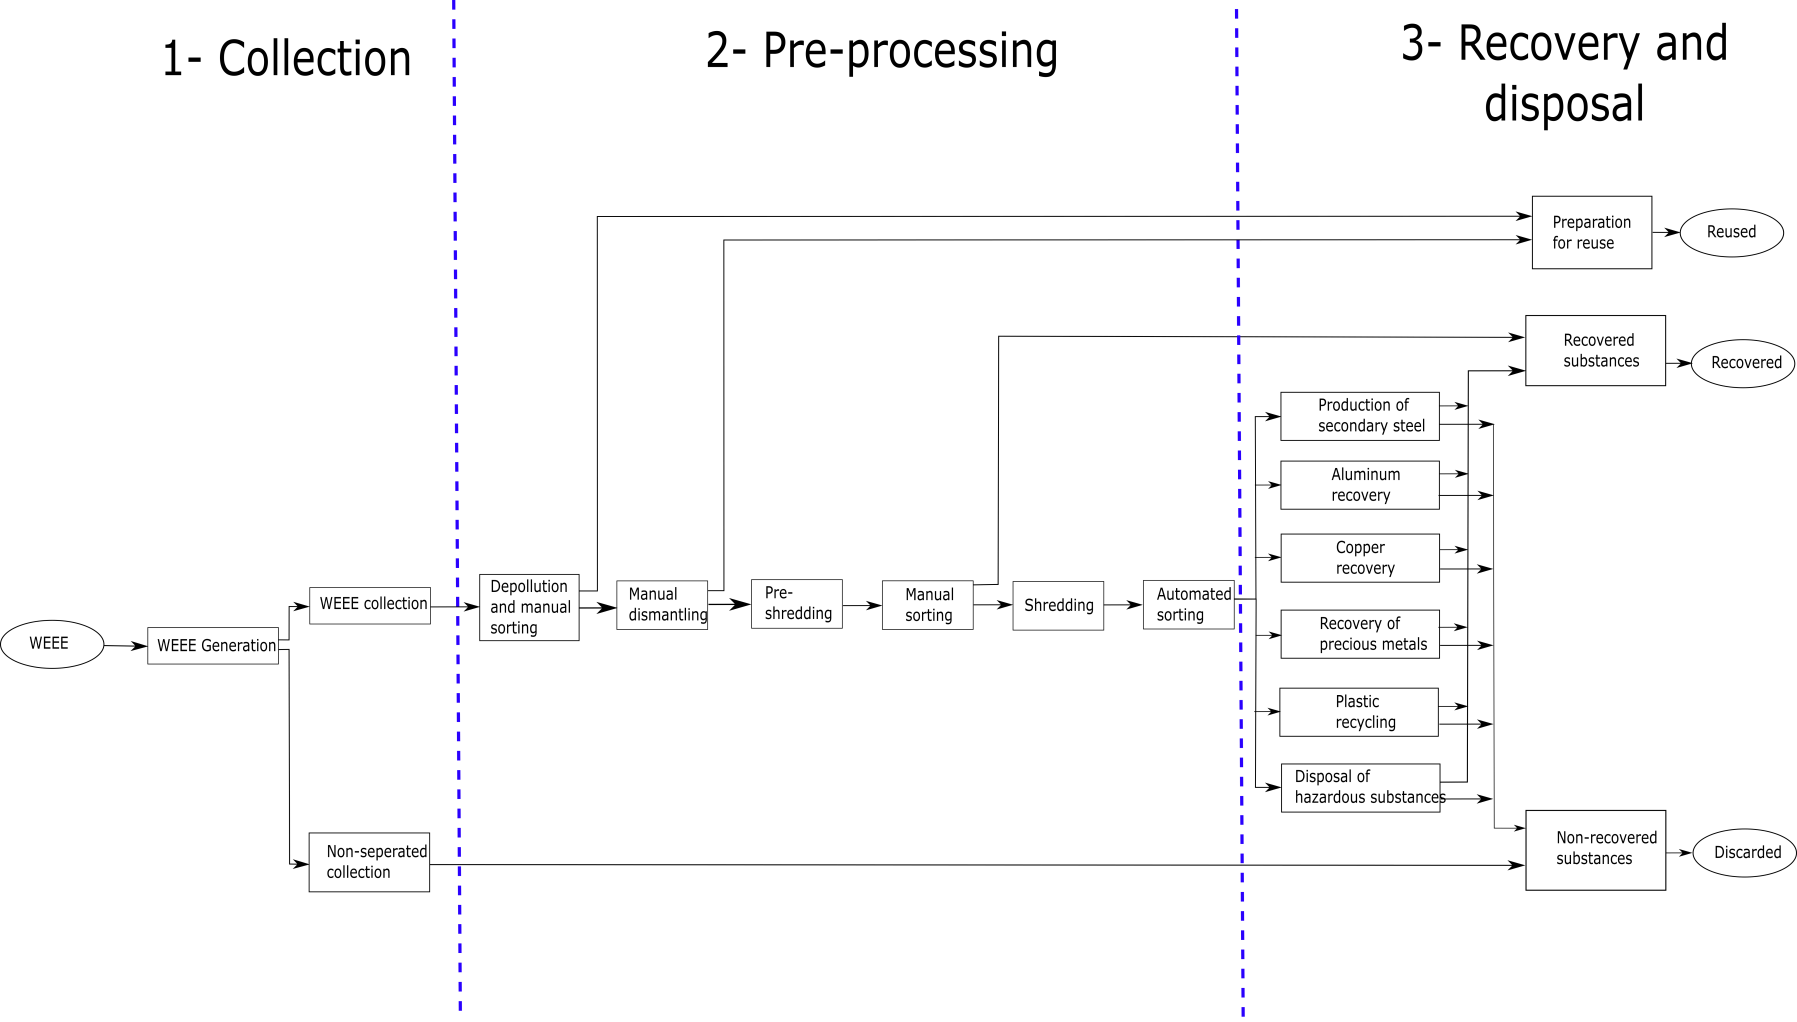 1- Collection
2- Pre-processing
3- Recovery and
disposal
WEEE
WEEE Generation
WEEE collection
Non-seperated
collection
Depollution
and manual
sorting
Manual
dismantling
Pre-
shredding
Manual
sorting
Shredding
Automated
sorting
Production of
secondary steel
Aluminum
recovery
Copper
recovery
Recovery of
precious metals
Plastic
recycling
Disposal of
hazardous substances
Preparation
for reuse
Reused
Recovered
substances
Recovered
Non-recovered
substances
Discarded